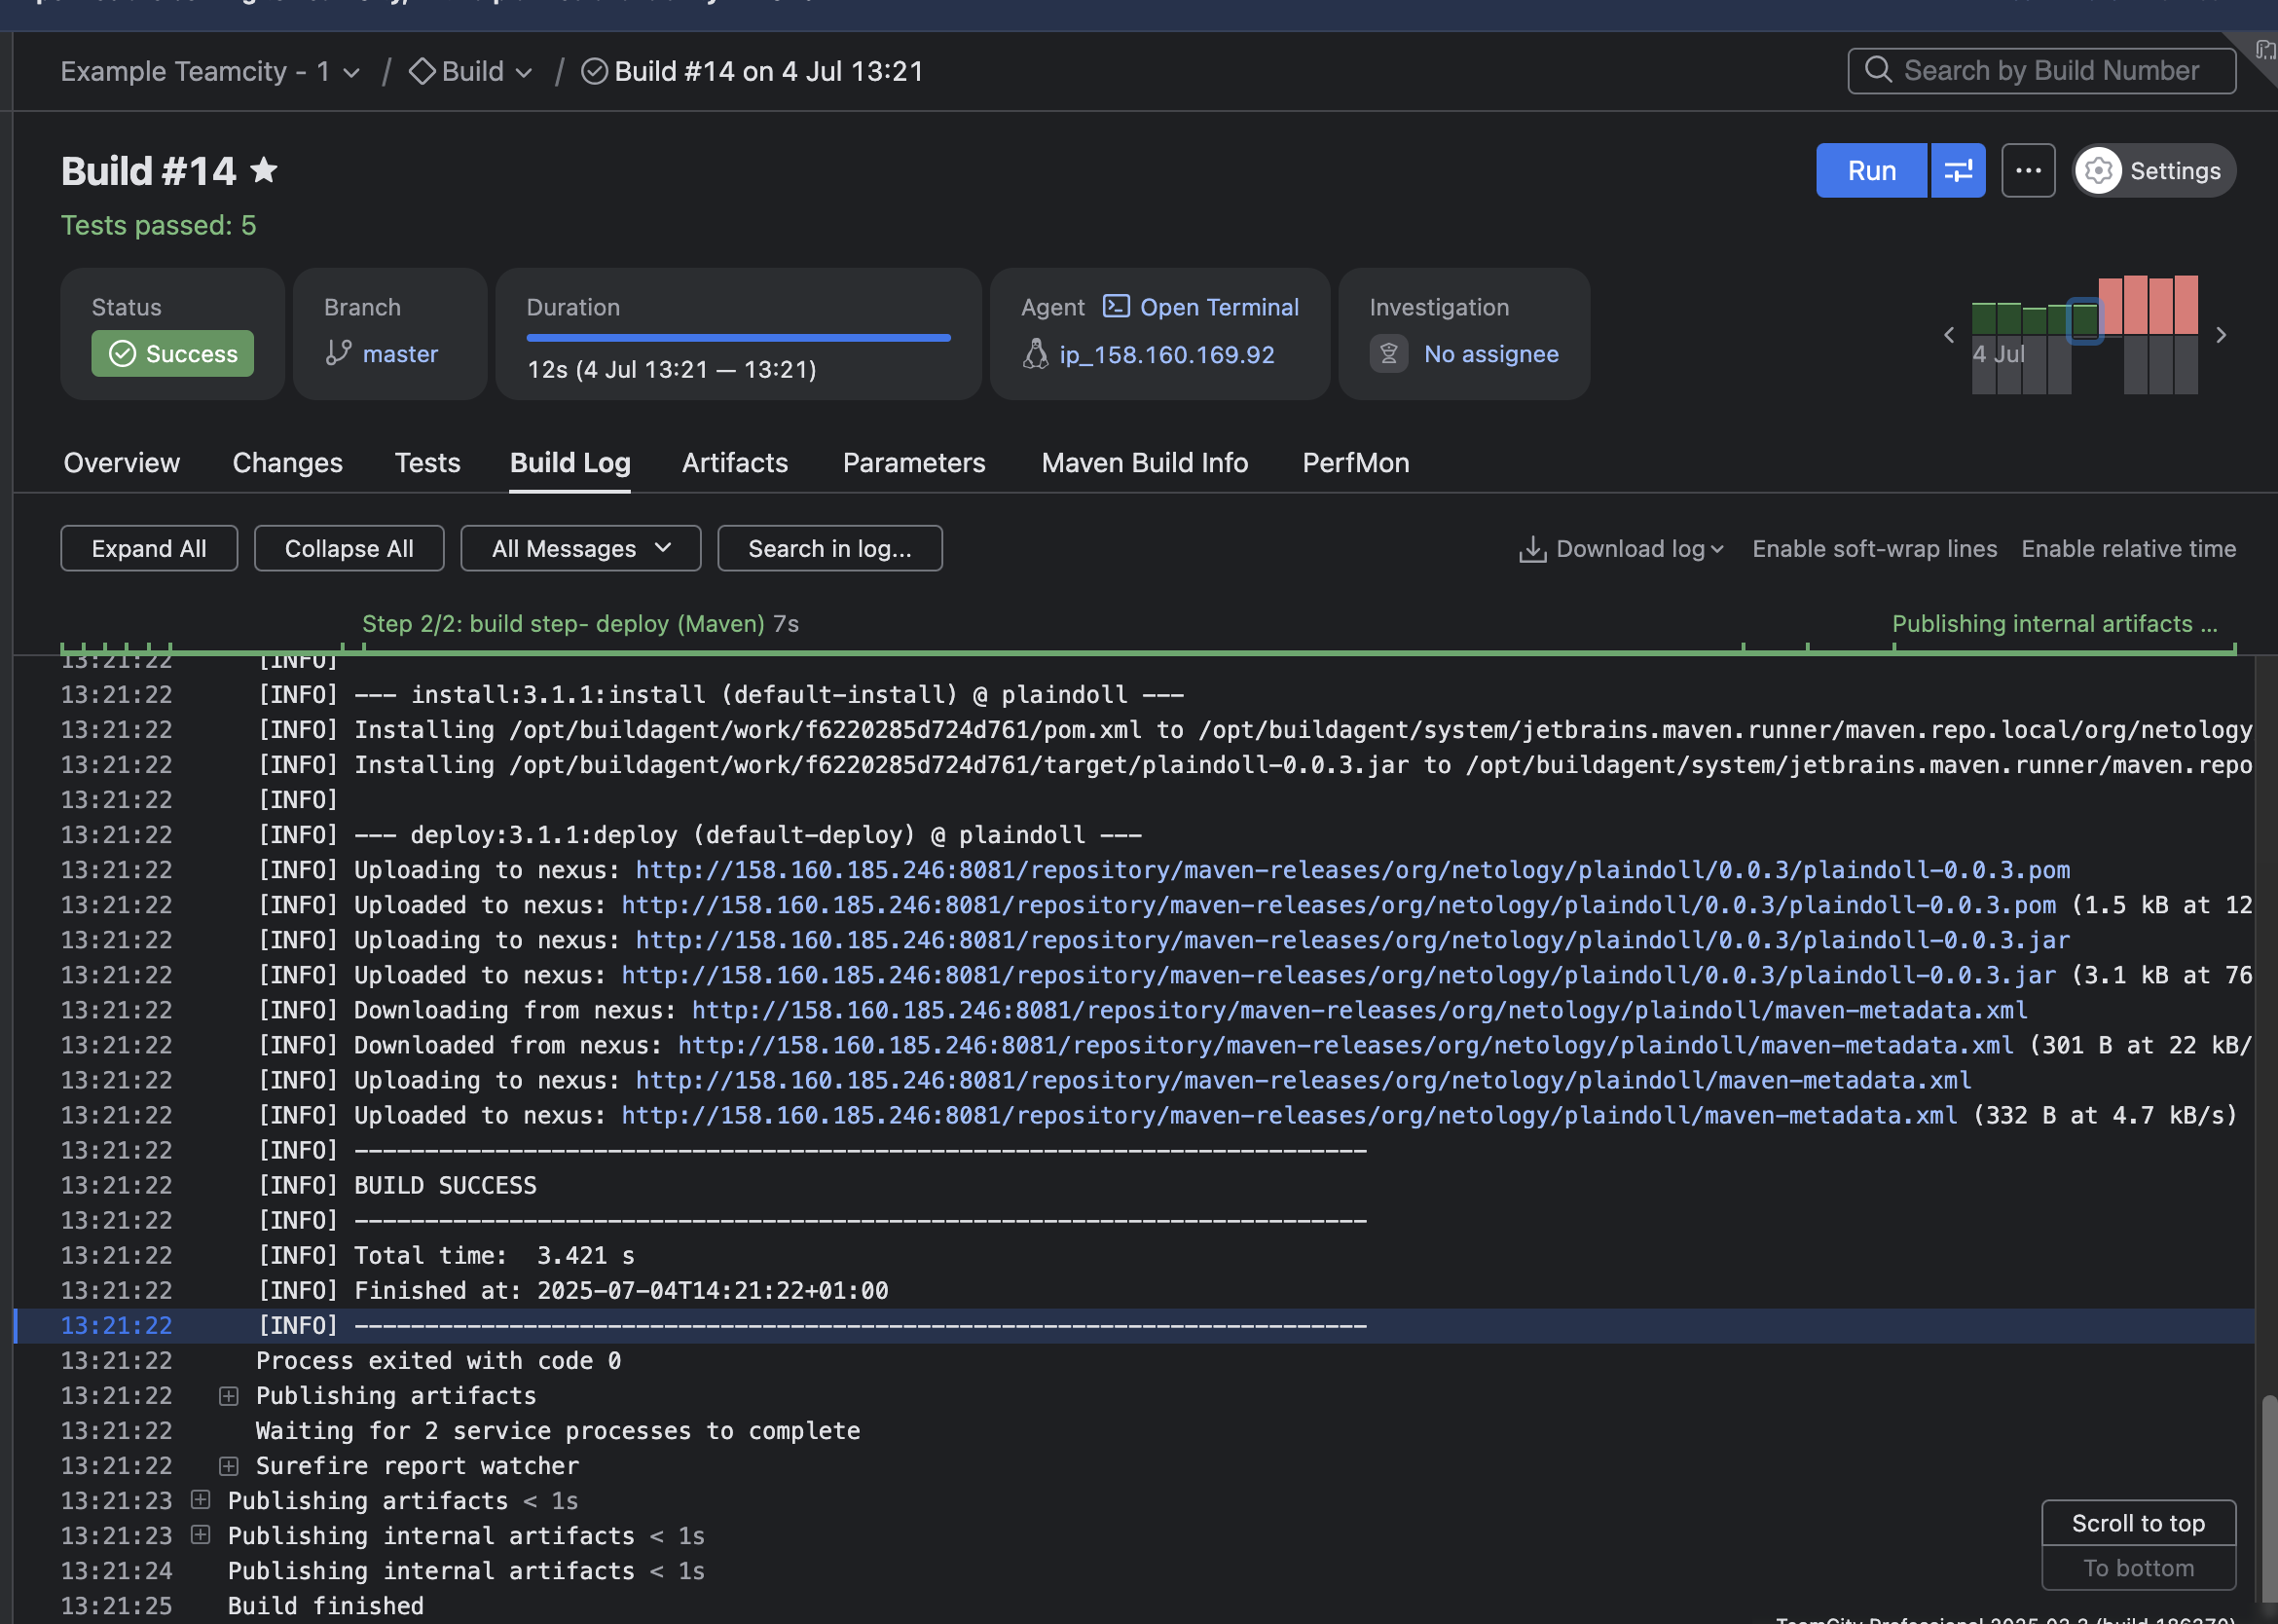 Example Teamcity - 1 / Build / Build #14 on 4 Jul 13:21
Search by Build Number
Build #14
Run
Settings
Tests passed: 5
Status
Success
Branch
master
Duration
12s (4 Jul 13:21 — 13:21)
Agent Open Terminal
ip_158.160.169.92
Investigation
No assignee
4 Jul
Overview Changes Tests Build Log Artifacts Parameters Maven Build Info PerfMon
Expand All Collapse All All Messages Search in log...
Download log Enable soft-wrap lines Enable relative time
Step 2/2: build step- deploy (Maven) 7s
Publishing internal artifacts ...
13:21:22 [INFO]
13:21:22 [INFO] --- install:3.1.1:install (default-install) @ plaindoll ---
13:21:22 [INFO] Installing /opt/buildagent/work/f6220285d724d761/pom.xml to /opt/buildagent/system/jetbrains.maven.runner/maven.repo.local/org/netology
13:21:22 [INFO] Installing /opt/buildagent/work/f6220285d724d761/target/plaindoll-0.0.3.jar to /opt/buildagent/system/jetbrains.maven.runner/maven.repo
13:21:22 [INFO]
13:21:22 [INFO] --- deploy:3.1.1:deploy (default-deploy) @ plaindoll ---
13:21:22 [INFO] Uploading to nexus: http://158.160.185.246:8081/repository/maven-releases/org/netology/plaindoll/0.0.3/plaindoll-0.0.3.pom
13:21:22 [INFO] Uploaded to nexus: http://158.160.185.246:8081/repository/maven-releases/org/netology/plaindoll/0.0.3/plaindoll-0.0.3.pom (1.5 kB at 12
13:21:22 [INFO] Uploading to nexus: http://158.160.185.246:8081/repository/maven-releases/org/netology/plaindoll/0.0.3/plaindoll-0.0.3.jar
13:21:22 [INFO] Uploaded to nexus: http://158.160.185.246:8081/repository/maven-releases/org/netology/plaindoll/0.0.3/plaindoll-0.0.3.jar (3.1 kB at 76
13:21:22 [INFO] Downloading from nexus: http://158.160.185.246:8081/repository/maven-releases/org/netology/plaindoll/maven-metadata.xml
13:21:22 [INFO] Downloaded from nexus: http://158.160.185.246:8081/repository/maven-releases/org/netology/plaindoll/maven-metadata.xml (301 B at 22 kB/
13:21:22 [INFO] Uploading to nexus: http://158.160.185.246:8081/repository/maven-releases/org/netology/plaindoll/maven-metadata.xml
13:21:22 [INFO] Uploaded to nexus: http://158.160.185.246:8081/repository/maven-releases/org/netology/plaindoll/maven-metadata.xml (332 B at 4.7 kB/s)
13:21:22 [INFO] ------------------------------------------------------------------------
13:21:22 [INFO] BUILD SUCCESS
13:21:22 [INFO] ------------------------------------------------------------------------
13:21:22 [INFO] Total time:  3.421 s
13:21:22 [INFO] Finished at: 2025-07-04T14:21:22+01:00
13:21:22 [INFO] ------------------------------------------------------------------------
13:21:22 Process exited with code 0
13:21:22 Publishing artifacts
13:21:22 Waiting for 2 service processes to complete
13:21:22 Surefire report watcher
13:21:23 Publishing artifacts < 1s
13:21:23 Publishing internal artifacts < 1s
13:21:24 Publishing internal artifacts < 1s
13:21:25 Build finished
Scroll to top
To bottom